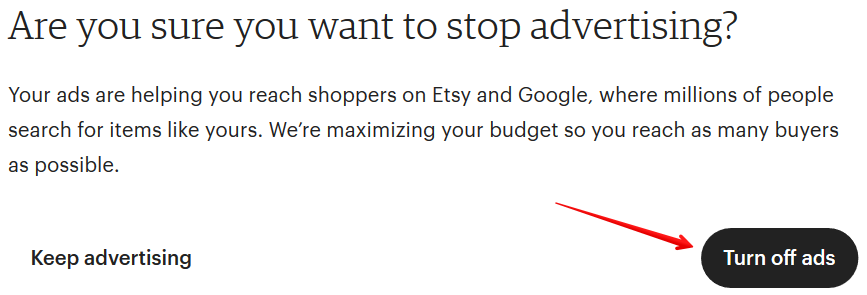 Are you sure you want to stop advertising?
Your ads are helping you reach shoppers on Etsy and Google, where millions of people
search for items like yours. We’re maximizing your budget so you reach as many buyers
as possible.
Keep advertising
Turn off ads